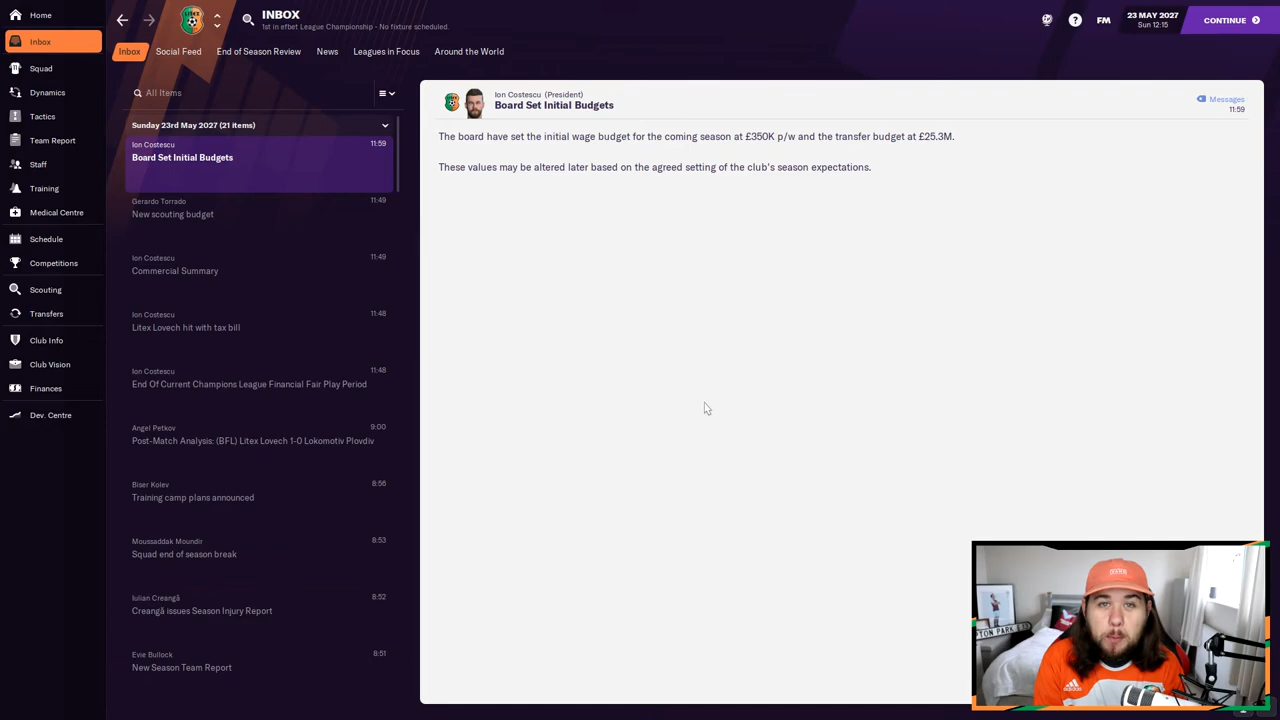 Home
Inbox
Squad
Dynamics
Tactics
Team Report
Staff
Training
Medical Centre
Schedule
Competitions
Scouting
Transfers
Club Info
Club Vision
Finances
Dev. Centre
INBOX
1st in efbet League Championship - No fixture scheduled.
FM
23 MAY 2027
Sun 12:15
CONTINUE
Inbox Social Feed End of Season Review News Leagues in Focus Around the World
All Items
Sunday 23rd May 2027 (21 items)
Ion Costescu 11:59
Board Set Initial Budgets
Gerardo Torrado 11:49
New scouting budget
Ion Costescu 11:49
Commercial Summary
Ion Costescu 11:48
Litex Lovech hit with tax bill
Ion Costescu 11:48
End Of Current Champions League Financial Fair Play Period
Angel Petkov 9:00
Post-Match Analysis: (BFL) Litex Lovech 1-0 Lokomotiv Plovdiv
Biser Kolev 8:56
Training camp plans announced
Moussaddak Moundir 8:53
Squad end of season break
Iulian Creangă 8:52
Creangă issues Season Injury Report
Evie Bullock 8:51
New Season Team Report
Ion Costescu (President)
Board Set Initial Budgets
Messages
11:59
The board have set the initial wage budget for the coming season at £350K p/w and the transfer budget at £25.3M.
These values may be altered later based on the agreed setting of the club's season expectations.
adidas